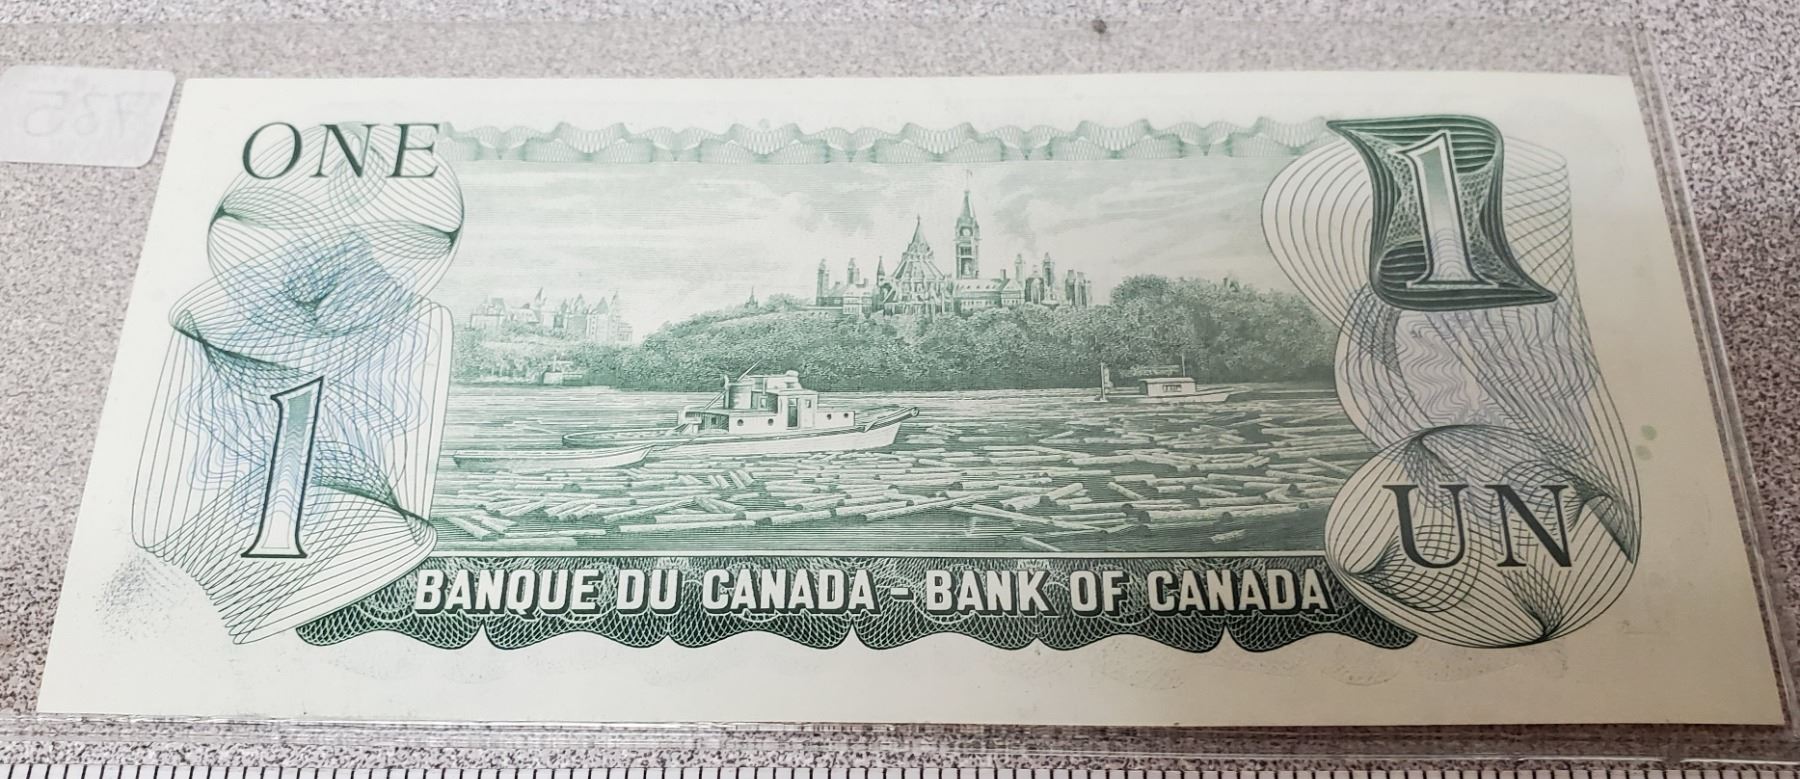 ONE
1
1
UN
BANQUE DU CANADA - BANK OF CANADA